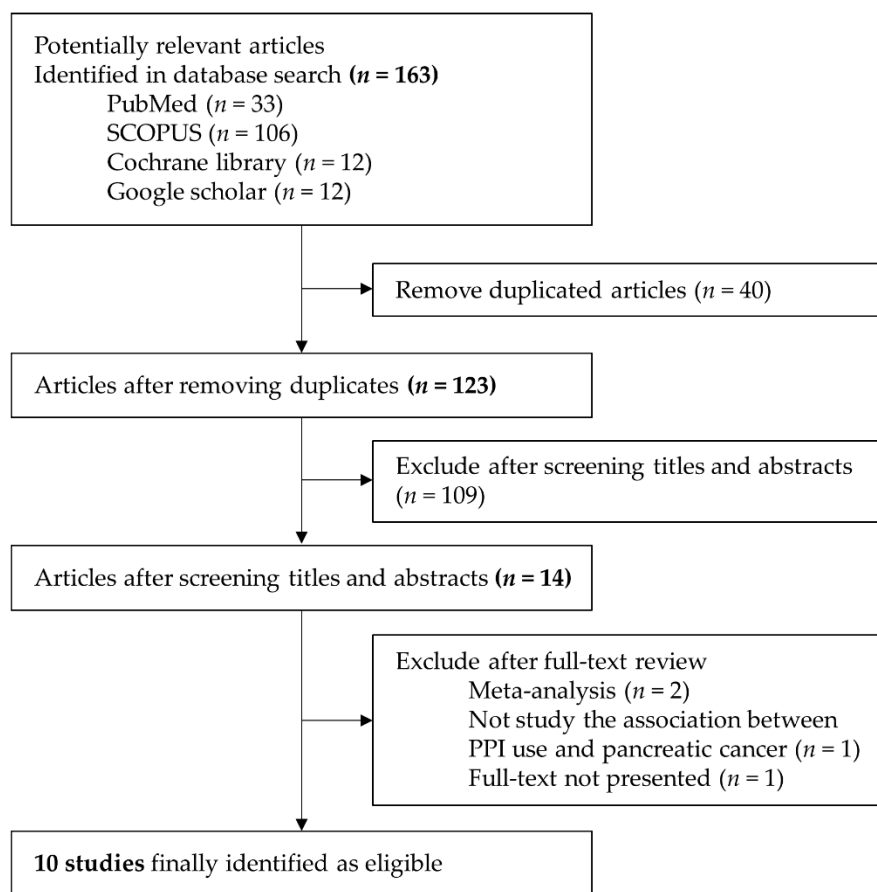 Potentially relevant articles
Identified in database search (n = 163)
PubMed (n = 33)
SCOPUS (n = 106)
Cochrane library (n = 12)
Google scholar (n = 12)
Remove duplicated articles (n = 40)
Articles after removing duplicates (n = 123)
Exclude after screening titles and abstracts
(n = 109)
Articles after screening titles and abstracts (n = 14)
Exclude after full-text review
Meta-analysis (n = 2)
Not study the association between
PPI use and pancreatic cancer (n = 1)
Full-text not presented (n = 1)
10 studies finally identified as eligible